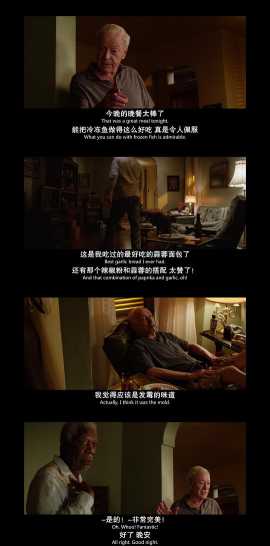 今晚的晚餐太棒了
That was a great meal tonight.
能把冷冻鱼做得这么好吃 真是令人佩服
What you can do with frozen fish is admirable.
这是我吃过的最好吃的蒜蓉面包了
Best garlic bread I ever had.
还有那个辣椒粉和蒜蓉的搭配 太赞了!
And that combination of paprika and garlic, oh!
我觉得应该是发霉的味道
Actually, I think it was the mold.
-是的! -非常完美!
Oh. Whoo! Fantastic!
好了 晚安
All right. Good night.